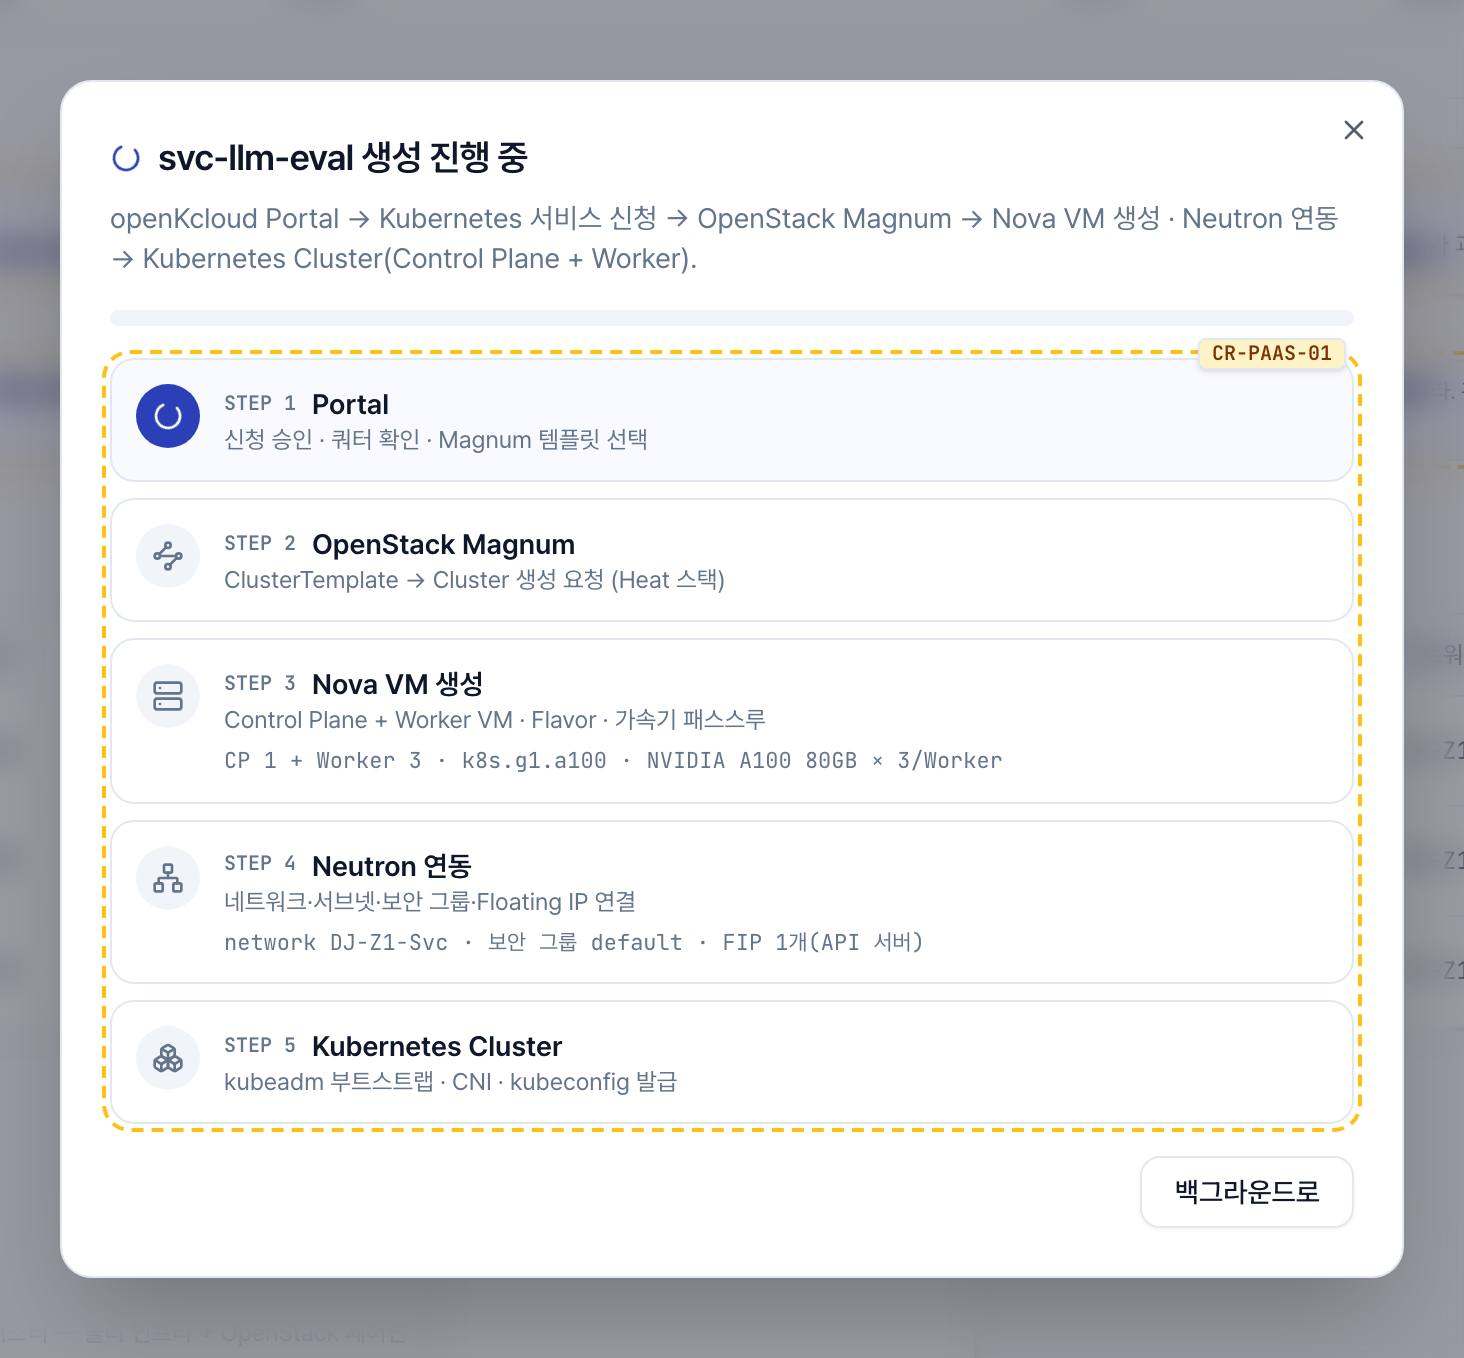 svc-llm-eval 생성 진행 중
openKcloud Portal → Kubernetes 서비스 신청 → OpenStack Magnum → Nova VM 생성 · Neutron 연동
→ Kubernetes Cluster(Control Plane + Worker).
CR-PAAS-01
STEP 1 Portal
신청 승인 · 쿼터 확인 · Magnum 템플릿 선택
STEP 2 OpenStack Magnum
ClusterTemplate → Cluster 생성 요청 (Heat 스택)
STEP 3 Nova VM 생성
Control Plane + Worker VM · Flavor · 가속기 패스스루
CP 1 + Worker 3 · k8s.g1.a100 · NVIDIA A100 80GB × 3/Worker
STEP 4 Neutron 연동
네트워크·서브넷·보안 그룹·Floating IP 연결
network DJ-Z1-Svc · 보안 그룹 default · FIP 1개(API 서버)
STEP 5 Kubernetes Cluster
kubeadm 부트스트랩 · CNI · kubeconfig 발급
백그라운드로